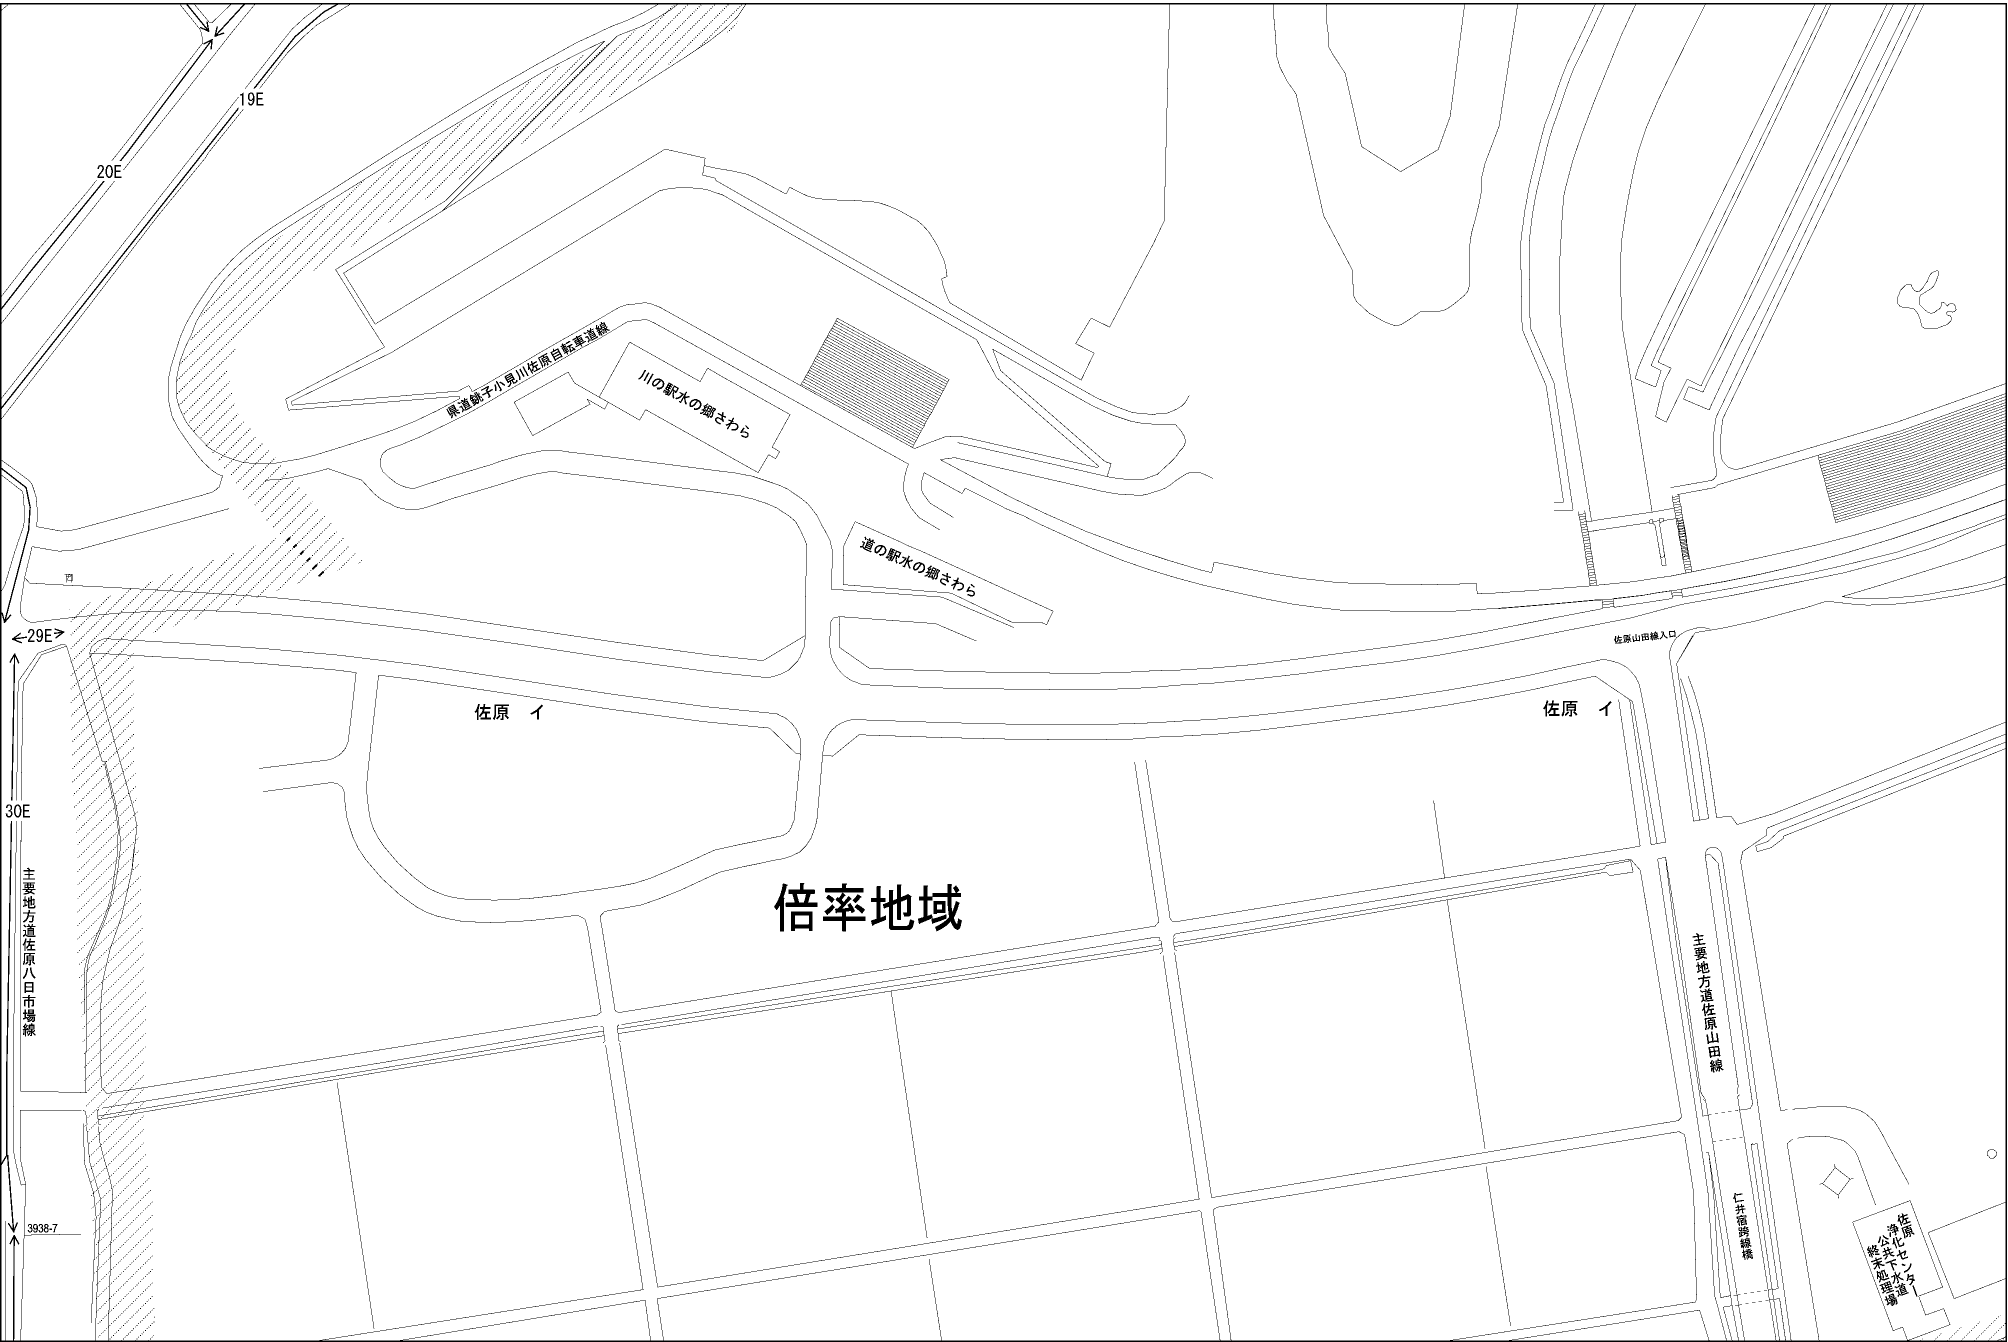 19E
20E
県道銚子小見川佐原自転車道線
川の駅水の郷さわら
道の駅水の郷さわら
29E
佐原山田線入口
佐原　イ
佐原　イ
30E
倍率地域
主要地方道佐原八日市場線
主要地方道佐原山田線
3938-7
仁井宿跨線橋
佐原
浄化センター
公共下水道
終末処理場